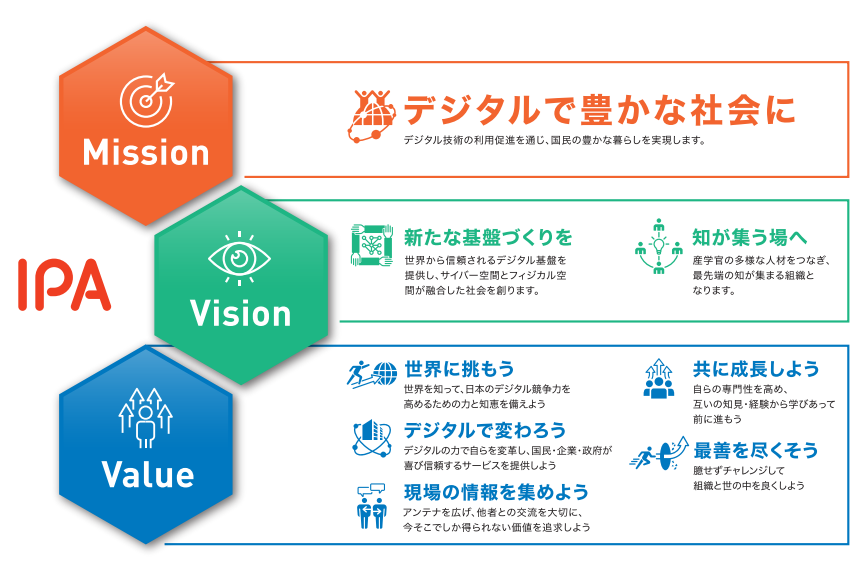 IPA
Mission
デジタルで豊かな社会に
デジタル技術の利用促進を通じ、国民の豊かな暮らしを実現します。
Vision
新たな基盤づくりを
世界から信頼されるデジタル基盤を
提供し、サイバー空間とフィジカル空
間が融合した社会を創ります。
知が集う場へ
産学官の多様な人材をつなぎ、
最先端の知が集まる組織と
なります。
Value
世界に挑もう
世界を知って、日本のデジタル競争力を
高めるための力と知恵を備えよう
デジタルで変わろう
デジタルの力で自らを変革し、国民・企業・政府が
喜び信頼するサービスを提供しよう
現場の情報を集めよう
アンテナを広げ、他者との交流を大切に、
今そこでしか得られない価値を追求しよう
共に成長しよう
自らの専門性を高め、
互いの知見・経験から学びあって
前に進もう
最善を尽くそう
臆せずチャレンジして
組織と世の中を良くしよう